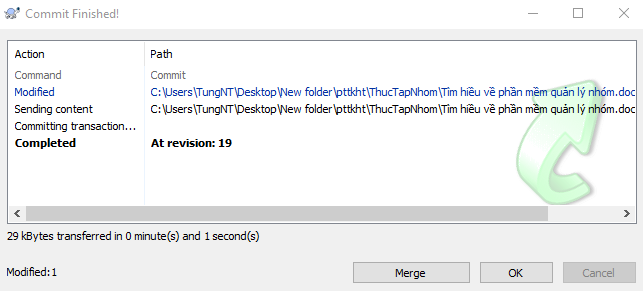 Commit Finished!
Action Path
Command Commit
Modified C:\Users\TungNT\Desktop\New folder\pttkht\ThucTapNhom\Tìm hiểu về phần mềm quản lý nhóm.doc
Sending content C:\Users\TungNT\Desktop\New folder\pttkht\ThucTapNhom\Tìm hiểu về phần mềm quản lý nhóm.doc
Committing transaction...
Completed At revision: 19
29 kBytes transferred in 0 minute(s) and 1 second(s)
Modified:1 Merge OK Cancel